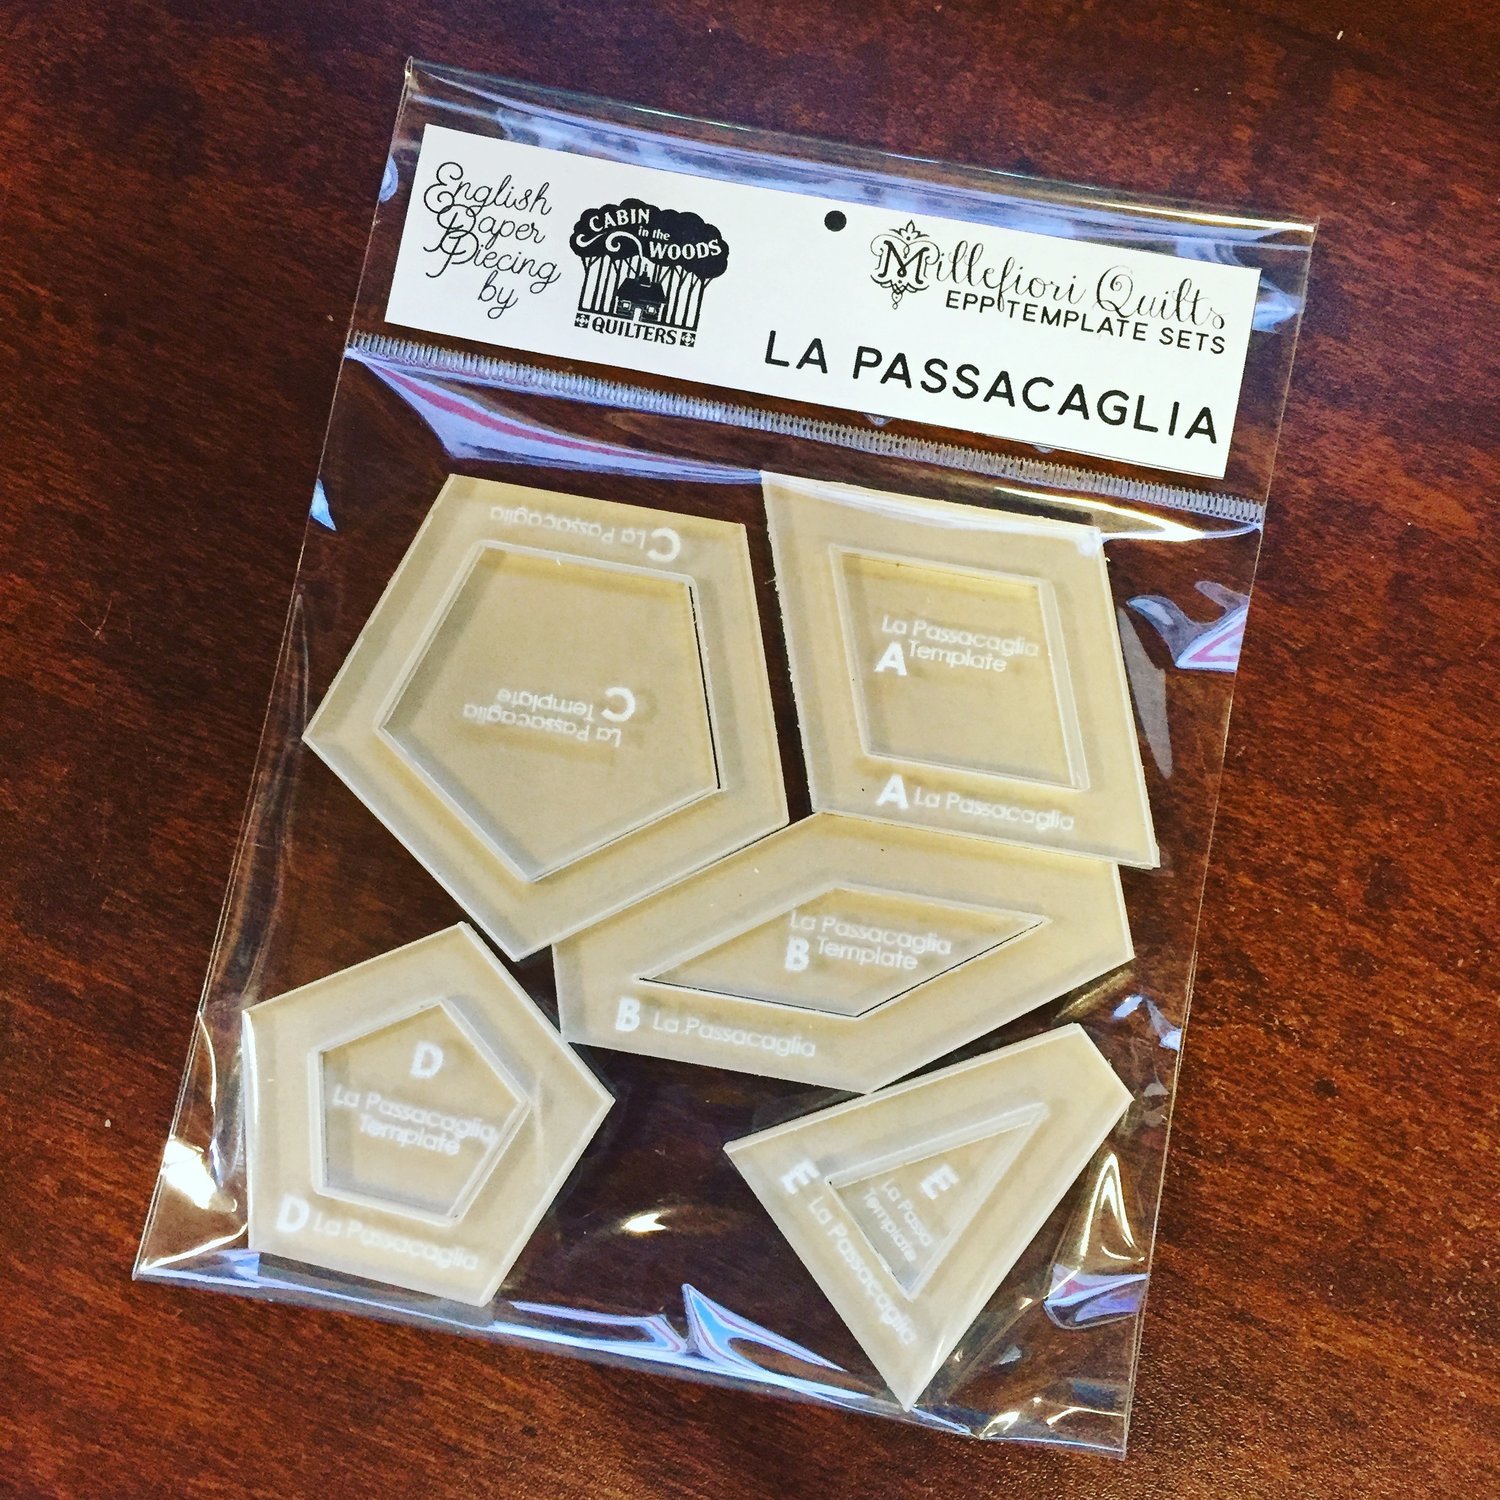 English
Paper
Piecing
by
CABIN
in the
WOODS
QUILTERS
Millefiori Quilts
EPP TEMPLATE SETS
LA PASSACAGLIA
C La Passacaglia
La Passacaglia
C Template
La Passacaglia
A Template
A La Passacaglia
La Passacaglia
B Template
B La Passacaglia
D
La Passacaglia
Template
D La Passacaglia
E
La Passa
Template
E La Passacaglia